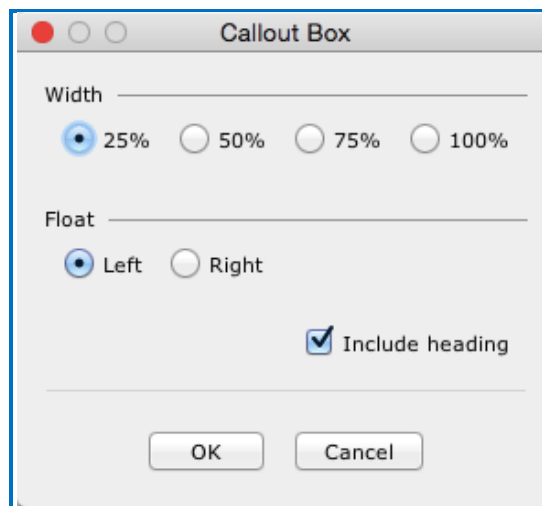 Callout Box
Width
25% 50% 75% 100%
Float
Left Right
Include heading
OK Cancel